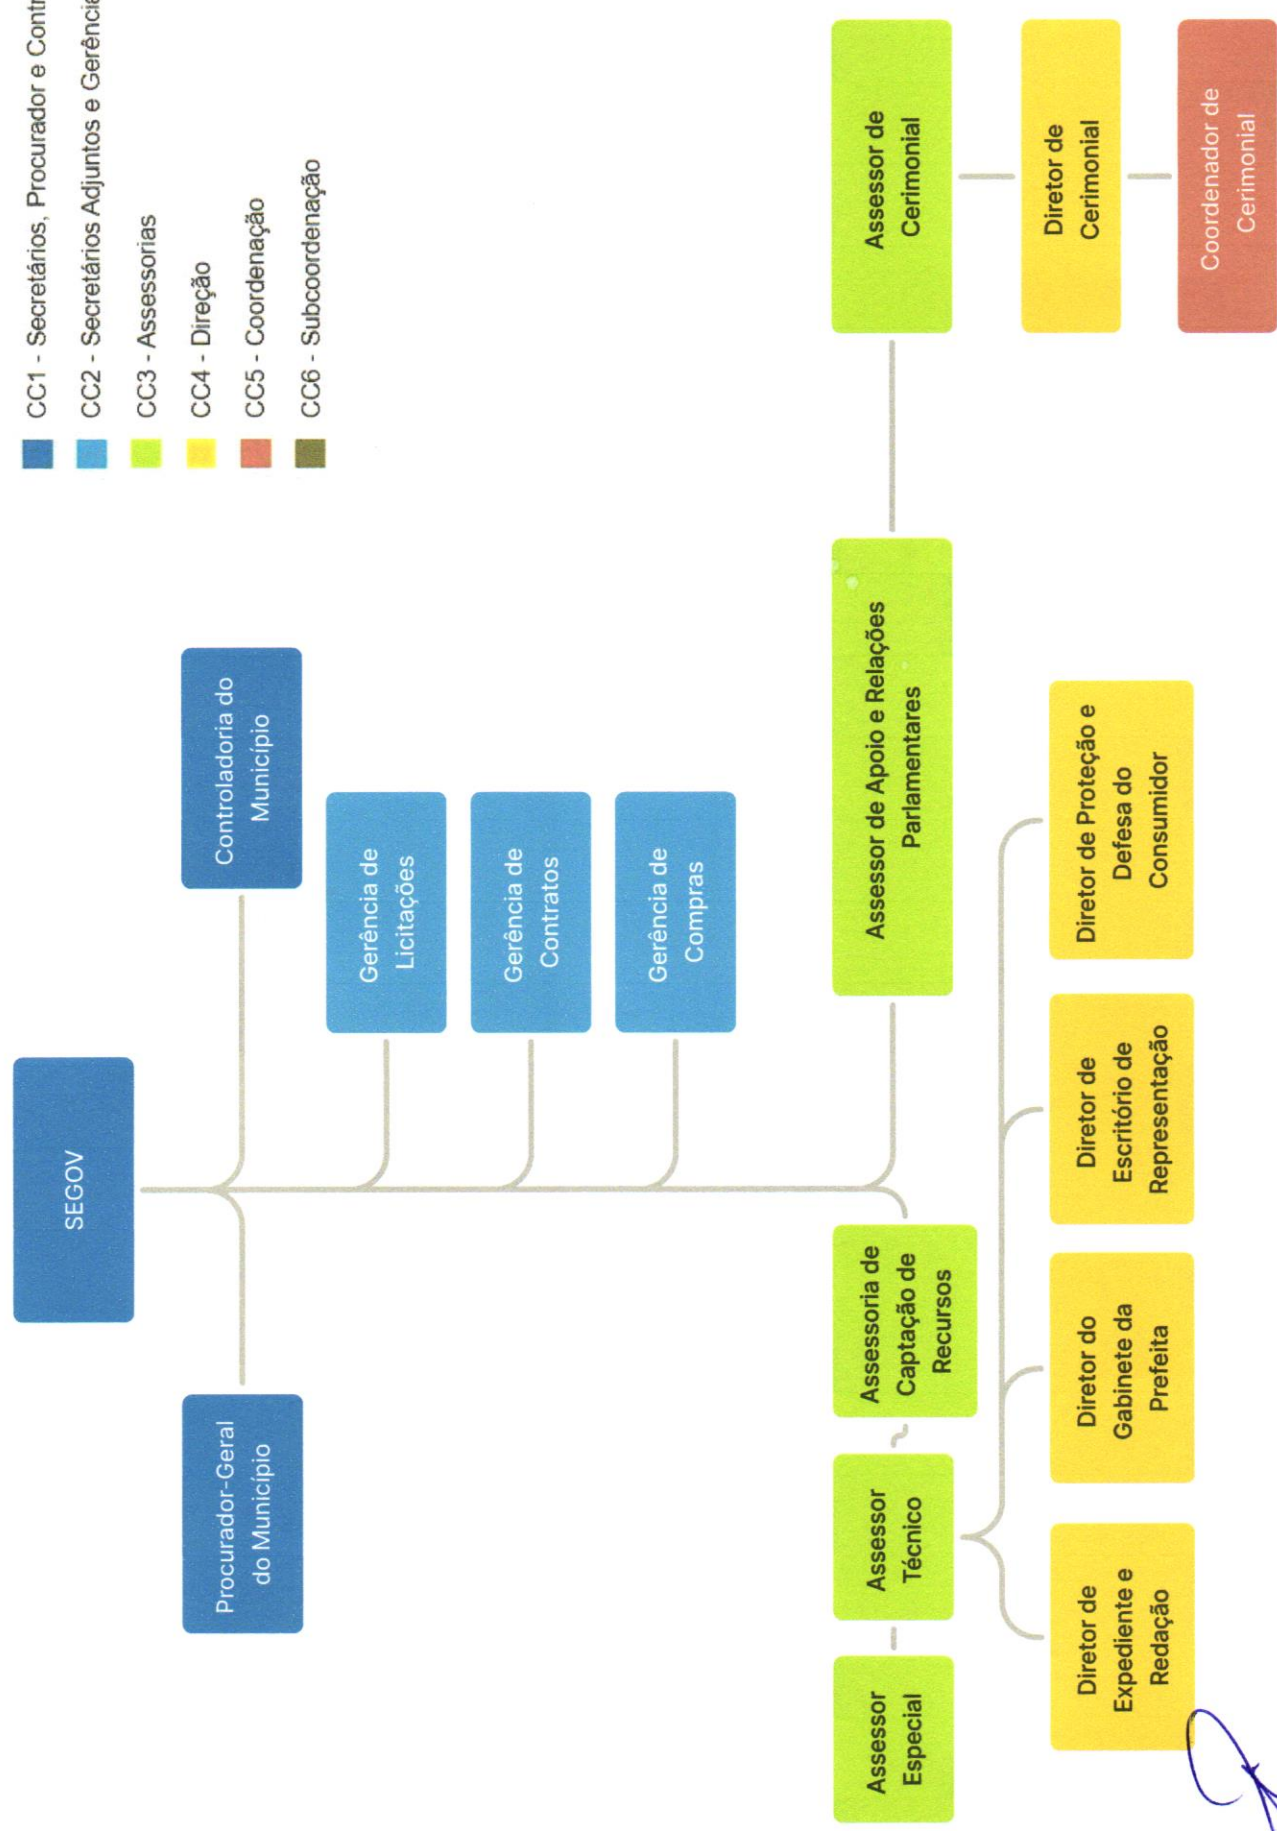 SEGOV
CC1 - Secretários, Procurador e Contr
CC2 - Secretários Adjuntos e Gerência
CC3 - Assessorias
CC4 - Direção
CC5 - Coordenação
CC6 - Subcoordenação
Procurador-Geral
do Município
Controladoria do
Município
Gerência de
Licitações
Gerência de
Contratos
Gerência de
Compras
Assessor
Especial
Assessor
Técnico
Assessoria de
Captação de
Recursos
Assessor de Apoio e Relações
Parlamentares
Assessor de
Cerimonial
Diretor de
Cerimonial
Coordenador de
Cerimonial
Diretor de
Expediente e
Redação
Diretor do
Gabinete da
Prefeita
Diretor de
Escritório de
Representação
Diretor de Proteção e
Defesa do
Consumidor